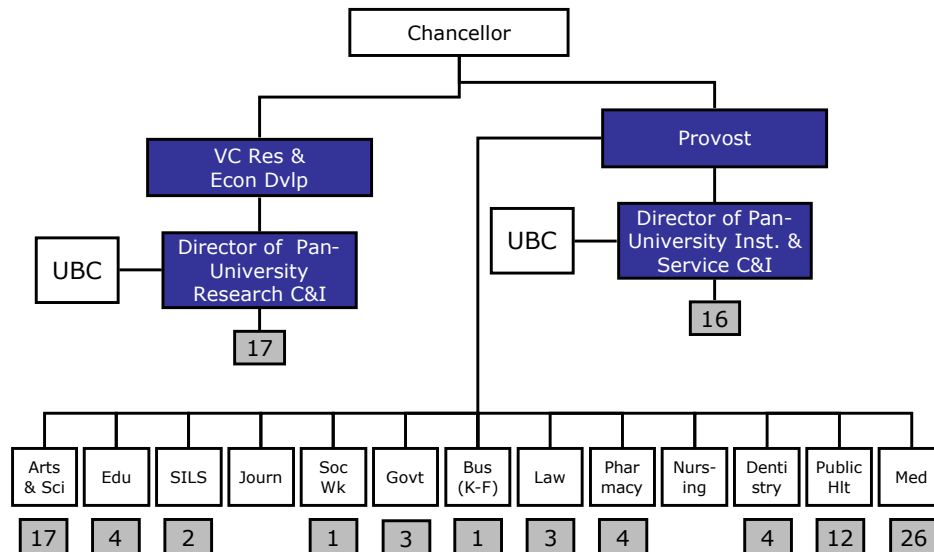 Chancellor
VC Res &
Econ Dvlp
Provost
UBC
Director of Pan-
University
Research C&I
UBC
Director of Pan-
University Inst. &
Service C&I
17
16
Arts
& Sci
Edu
SILS
Journ
Soc
Wk
Govt
Bus
(K-F)
Law
Phar
macy
Nurs-
ing
Denti
stry
Public
Hlt
Med
17
4
2
1
3
1
3
4
4
12
26